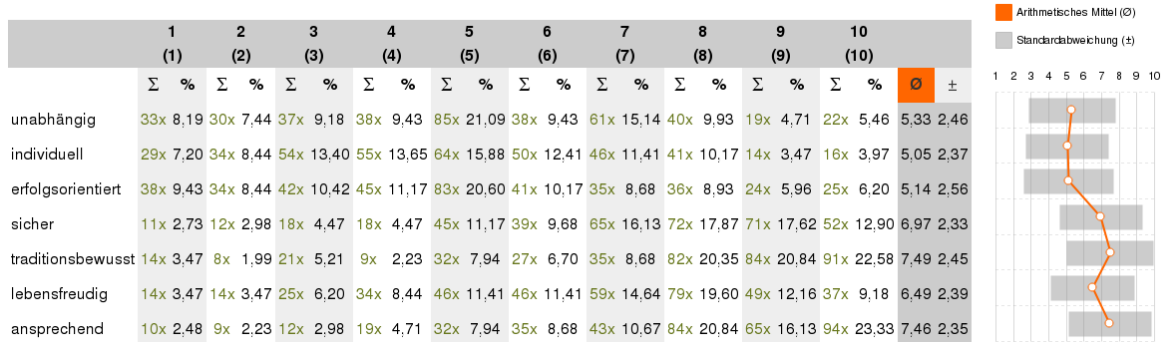 Arithmetisches Mittel (Ø)
Standardabweichung (±)
1 2 3 4 5 6 7 8 9 10
(1) (2) (3) (4) (5) (6) (7) (8) (9) (10)
Σ % Σ % Σ % Σ % Σ % Σ % Σ % Σ % Σ % Σ % Ø ±
1 2 3 4 5 6 7 8 9 10
unabhängig 33x 8,19 30x 7,44 37x 9,18 38x 9,43 85x 21,09 38x 9,43 61x 15,14 40x 9,93 19x 4,71 22x 5,46 5,33 2,46
individuell 29x 7,20 34x 8,44 54x 13,40 55x 13,65 64x 15,88 50x 12,41 46x 11,41 41x 10,17 14x 3,47 16x 3,97 5,05 2,37
erfolgsorientiert 38x 9,43 34x 8,44 42x 10,42 45x 11,17 83x 20,60 41x 10,17 35x 8,68 36x 8,93 24x 5,96 25x 6,20 5,14 2,56
sicher 11x 2,73 12x 2,98 18x 4,47 18x 4,47 45x 11,17 39x 9,68 65x 16,13 72x 17,87 71x 17,62 52x 12,90 6,97 2,33
traditionsbewusst 14x 3,47 8x 1,99 21x 5,21 9x 2,23 32x 7,94 27x 6,70 35x 8,68 82x 20,35 84x 20,84 91x 22,58 7,49 2,45
lebensfreudig 14x 3,47 14x 3,47 25x 6,20 34x 8,44 46x 11,41 46x 11,41 59x 14,64 79x 19,60 49x 12,16 37x 9,18 6,49 2,39
ansprechend 10x 2,48 9x 2,23 12x 2,98 19x 4,71 32x 7,94 35x 8,68 43x 10,67 84x 20,84 65x 16,13 94x 23,33 7,46 2,35